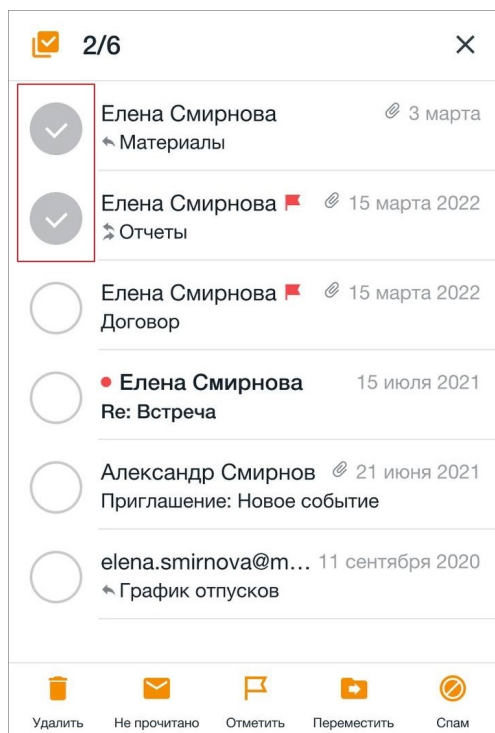 2/6
Елена Смирнова 3 марта
Материалы
Елена Смирнова 15 марта 2022
Отчеты
Елена Смирнова 15 марта 2022
Договор
Елена Смирнова 15 июля 2021
Re: Встреча
Александр Смирнов 21 июня 2021
Приглашение: Новое событие
elena.smirnova@m... 11 сентября 2020
График отпусков
Удалить Не прочитано Отметить Переместить Спам